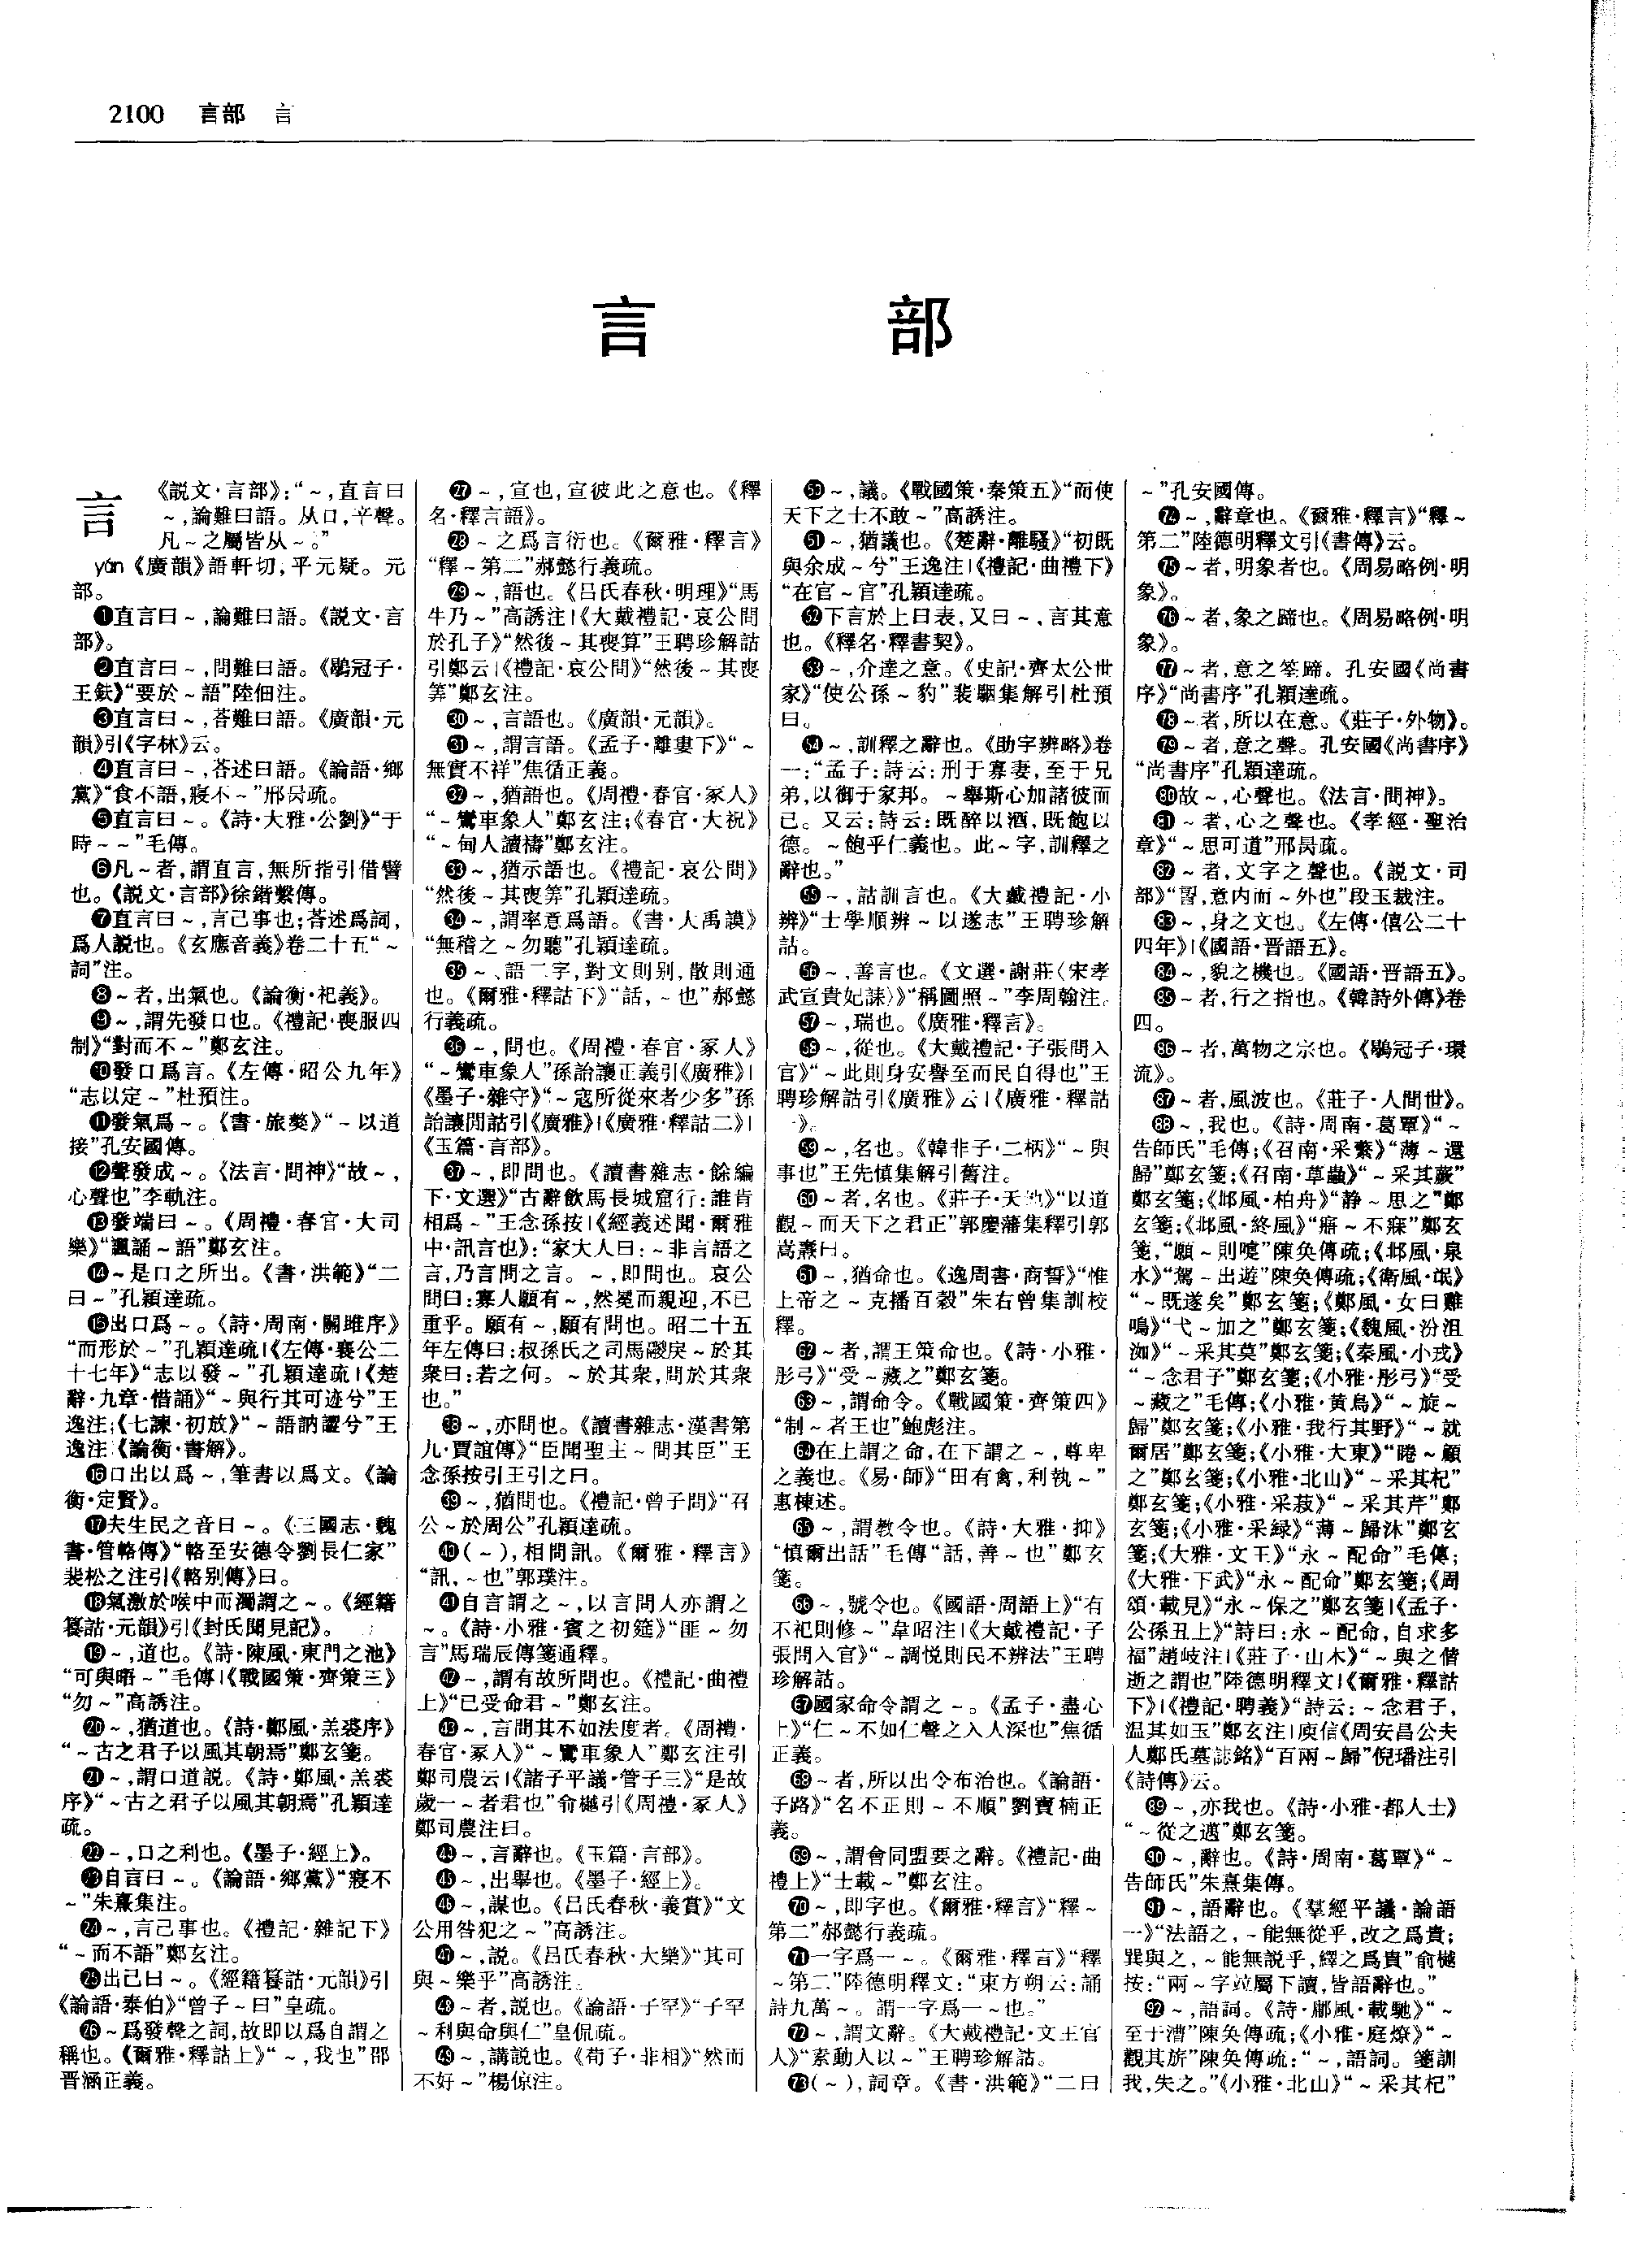 2100 言部 言
言 部
言 《説文·言部》：“～，直言曰
～，論難曰語。从口，䇂聲。
凡～之屬皆从～。”
yán《廣韻》語軒切，平元疑。元
部。
❶直言曰～，論難曰語。《説文·言
部》。
❷直言曰～，問難曰語。《鶡冠子·
王鈇》“要於～語”陸佃注。
❸直言曰～，荅難曰語。《廣韻·元
韻》引《字林》云。
❹直言曰～，荅述曰語。《論語·鄉
黨》“食不語，寢不～”邢昺疏。
❺直言曰～。《詩·大雅·公劉》“于
時～～”毛傳。
❻凡～者，謂直言，無所指引借譬
也。《説文·言部》徐鍇繫傳。
❼直言曰～，言己事也；荅述爲詞，
爲人説也。《玄應音義》卷二十五“～
詞”注。
❽～者，出氣也。《論衡·祀義》。
❾～，謂先發口也。《禮記·喪服四
制》“對而不～”鄭玄注。
❿發口爲言。《左傳·昭公九年》
“志以定～”杜預注。
⓫發氣爲～。《書·旅獒》“～以道
接”孔安國傳。
⓬聲發成～。《法言·問神》“故～，
心聲也”李軌注。
⓭發端曰～。《周禮·春官·大司
樂》“諷誦～語”鄭玄注。
⓮～是口之所出。《書·洪範》“二
曰～”孔穎達疏。
⓯出口爲～。《詩·周南·關雎序》
“而形於～”孔穎達疏|《左傳·襄公二
十七年》“志以發～”孔穎達疏|《楚
辭·九章·惜誦》“～與行其可迹兮”王
逸注；《七諫·初放》“～語訥譅兮”王
逸注|《論衡·書解》。
⓰口出以爲～，筆書以爲文。《論
衡·定賢》。
⓱夫生民之音曰～。《三國志·魏
書·管輅傳》“輅至安德令劉長仁家”
裴松之注引《輅别傳》曰。
⓲氣激於喉中而濁謂之～。《經籍
籑詁·元韻》引《封氏聞見記》。
⓳～，道也。《詩·陳風·東門之池》
“可與晤～”毛傳|《戰國策·齊策三》
“勿～”高誘注。
⓴～，猶道也。《詩·鄭風·羔裘序》
“～古之君子以風其朝焉”鄭玄箋。
㉑～，謂口道説。《詩·鄭風·羔裘
序》“～古之君子以風其朝焉”孔穎達
疏。
㉒～，口之利也。《墨子·經上》。
㉓自言曰～。《論語·鄉黨》“寢不
～”朱熹集注。
㉔～，言己事也。《禮記·雜記下》
“～而不語”鄭玄注。
㉕出己曰～。《經籍籑詁·元韻》引
《論語·泰伯》“曾子～曰”皇疏。
㉖～爲發聲之詞，故即以爲自謂之
稱也。《爾雅·釋詁上》“～，我也”邵
晋涵正義。
㉗～，宣也，宣彼此之意也。《釋
名·釋言語》。
㉘～之爲言衍也。《爾雅·釋言》
“釋～第二”郝懿行義疏。
㉙～，語也。《吕氏春秋·明理》“馬
牛乃～”高誘注|《大戴禮記·哀公問
於孔子》“然後～其喪算”王聘珍解詁
引鄭云|《禮記·哀公問》“然後～其喪
筭”鄭玄注。
㉚～，言語也。《廣韻·元韻》。
㉛～，謂言語。《孟子·離婁下》“～
無實不祥”焦循正義。
㉜～，猶語也。《周禮·春官·冢人》
“～鸞車象人”鄭玄注；《春官·大祝》
“～甸人讀禱”鄭玄注。
㉝～，猶示語也。《禮記·哀公問》
“然後～其喪筭”孔穎達疏。
㉞～，謂率意爲語。《書·大禹謨》
“無稽之～勿聽”孔穎達疏。
㉟～、語二字，對文則别，散則通
也。《爾雅·釋詁下》“話，～也”郝懿
行義疏。
㊱～，問也。《周禮·春官·冢人》
“～鸞車象人”孫詒讓正義引《廣雅》|
《墨子·雜守》“～寇所從來者少多”孫
詒讓閒詁引《廣雅》|《廣雅·釋詁二》|
《玉篇·言部》。
㊲～，即問也。《讀書雜志·餘編
下·文選》“古辭飲馬長城窟行：誰肯
相爲～”王念孫按|《經義述聞·爾雅
中·訊言也》：“家大人曰：～非言語之
言，乃言問之言。～，即問也。哀公
問曰：寡人願有～，然冕而親迎，不已
重乎。願有～，願有問也。昭二十五
年左傳曰：叔孫氏之司馬鬷戾～於其
衆曰：若之何。～於其衆，問於其衆
也。”
㊳～，亦問也。《讀書雜志·漢書第
九·賈誼傳》“臣聞聖主～問其臣”王
念孫按引王引之曰。
㊴～，猶問也。《禮記·曾子問》“召
公～於周公”孔穎達疏。
㊵（～），相問訊。《爾雅·釋言》
“訊，～也”郭璞注。
㊶自言謂之～，以言問人亦謂之
～。《詩·小雅·賓之初筵》“匪～勿
言”馬瑞辰傳箋通釋。
㊷～，謂有故所問也。《禮記·曲禮
上》“已受命君～”鄭玄注。
㊸～，言問其不如法度者。《周禮·
春官·冢人》“～鸞車象人”鄭玄注引
鄭司農云|《諸子平議·管子三》“是故
歲一～者君也”俞樾引《周禮·冢人》
鄭司農注曰。
㊹～，言辭也。《玉篇·言部》。
㊺～，出舉也。《墨子·經上》。
㊻～，謀也。《吕氏春秋·義賞》“文
公用咎犯之～”高誘注。
㊼～，説。《吕氏春秋·大樂》“其可
與～樂乎”高誘注。
㊽～者，説也。《論語·子罕》“子罕
～利與命與仁”皇侃疏。
㊾～，講説也。《荀子·非相》“然而
不好～”楊倞注。
㊿～，議。《戰國策·秦策五》“而使
天下之士不敢～”高誘注。
51～，猶議也。《楚辭·離騷》“初既
與余成～兮”王逸注|《禮記·曲禮下》
“在官～官”孔穎達疏。
52下言於上曰表，又曰～，言其意
也。《釋名·釋書契》。
53～，介達之意。《史記·齊太公世
家》“使公孫～豹”裴駰集解引杜預
曰。
54～，訓釋之辭也。《助字辨略》卷
一：“孟子：詩云：刑于寡妻，至于兄
弟，以御于家邦。～舉斯心加諸彼而
已。又云：詩云：既醉以酒，既飽以
德。～飽乎仁義也。此～字，訓釋之
辭也。”
55～，詁訓言也。《大戴禮記·小
辨》“士學順辨～以遂志”王聘珍解
詁。
56～，善言也。《文選·謝莊〈宋孝
武宣貴妃誄〉》“稱圖照～”李周翰注。
57～，瑞也。《廣雅·釋言》。
58～，從也。《大戴禮記·子張問入
官》“～此則身安譽至而民自得也”王
聘珍解詁引《廣雅》云|《廣雅·釋詁
一》。
59～，名也。《韓非子·二柄》“～與
事也”王先慎集解引舊注。
60～者，名也。《莊子·天地》“以道
觀～而天下之君正”郭慶藩集釋引郭
嵩燾曰。
61～，猶命也。《逸周書·商誓》“惟
上帝之～克播百穀”朱右曾集訓校
釋。
62～者，謂王策命也。《詩·小雅·
彤弓》“受～藏之”鄭玄箋。
63～，謂命令。《戰國策·齊策四》
“制～者王也”鮑彪注。
64在上謂之命，在下謂之～，尊卑
之義也。《易·師》“田有禽，利執～”
惠棟述。
65～，謂教令也。《詩·大雅·抑》
“慎爾出話”毛傳“話，善～也”鄭玄
箋。
66～，號令也。《國語·周語上》“有
不祀則修～”韋昭注|《大戴禮記·子
張問入官》“～調悦則民不辨法”王聘
珍解詁。
67國家命令謂之～。《孟子·盡心
上》“仁～不如仁聲之入人深也”焦循
正義。
68～者，所以出令布治也。《論語·
子路》“名不正則～不順”劉寶楠正
義。
69～，謂會同盟要之辭。《禮記·曲
禮上》“士載～”鄭玄注。
70～，即字也。《爾雅·釋言》“釋～
第二”郝懿行義疏。
71一字爲一～。《爾雅·釋言》“釋
～第二”陸德明釋文：“東方朔云：誦
詩九萬～。謂一字爲一～也。”
72～，謂文辭。《大戴禮記·文王官
人》“素動人以～”王聘珍解詁。
73（～），詞章。《書·洪範》“二曰
～”孔安國傳。
74～，辭章也。《爾雅·釋言》“釋～
第二”陸德明釋文引《書傳》云。
75～者，明象者也。《周易略例·明
象》。
76～者，象之蹄也。《周易略例·明
象》。
77～者，意之筌蹄。孔安國《尚書
序》“尚書序”孔穎達疏。
78～者，所以在意。《莊子·外物》。
79～者，意之聲。孔安國《尚書序》
“尚書序”孔穎達疏。
80故～，心聲也。《法言·問神》。
81～者，心之聲也。《孝經·聖治
章》“～思可道”邢昺疏。
82～者，文字之聲也。《説文·司
部》“䛐，意内而～外也”段玉裁注。
83～，身之文也。《左傳·僖公二十
四年》|《國語·晋語五》。
84～，貌之機也。《國語·晋語五》。
85～者，行之指也。《韓詩外傳》卷
四。
86～者，萬物之宗也。《鶡冠子·環
流》。
87～者，風波也。《莊子·人間世》。
88～，我也。《詩·周南·葛覃》“～
告師氏”毛傳；《召南·采蘩》“薄～還
歸”鄭玄箋；《召南·草蟲》“～采其蕨”
鄭玄箋；《邶風·柏舟》“静～思之”鄭
玄箋；《邶風·終風》“寤～不寐”鄭玄
箋，“願～則嚏”陳奂傳疏；《邶風·泉
水》“駕～出遊”陳奂傳疏；《衛風·氓》
“～既遂矣”鄭玄箋；《鄭風·女曰雞
鳴》“弋～加之”鄭玄箋；《魏風·汾沮
洳》“～采其莫”鄭玄箋；《秦風·小戎》
“～念君子”鄭玄箋；《小雅·彤弓》“受
～藏之”毛傳；《小雅·黄鳥》“～旋～
歸”鄭玄箋；《小雅·我行其野》“～就
爾居”鄭玄箋；《小雅·大東》“睠～顧
之”鄭玄箋；《小雅·北山》“～采其杞”
鄭玄箋；《小雅·采菽》“～采其芹”鄭
玄箋；《小雅·采緑》“薄～歸沐”鄭玄
箋；《大雅·文王》“永～配命”毛傳；
《大雅·下武》“永～配命”鄭玄箋；《周
頌·載見》“永～保之”鄭玄箋|《孟子·
公孫丑上》“詩曰：永～配命，自求多
福”趙岐注|《莊子·山木》“～與之偕
逝之謂也”陸德明釋文|《爾雅·釋詁
下》|《禮記·聘義》“詩云：～念君子，
温其如玉”鄭玄注|庾信《周安昌公夫
人鄭氏墓誌銘》“百兩～歸”倪璠注引
《詩傳》云。
89～，亦我也。《詩·小雅·都人士》
“～從之邁”鄭玄箋。
90～，辭也。《詩·周南·葛覃》“～
告師氏”朱熹集傳。
91～，語辭也。《羣經平議·論語
一》“法語之，～能無從乎，改之爲貴；
巽與之，～能無説乎，繹之爲貴”俞樾
按：“兩～字竝屬下讀，皆語辭也。”
92～，語詞。《詩·鄘風·載馳》“～
至于漕”陳奂傳疏；《小雅·庭燎》“～
觀其旂”陳奂傳疏：“～，語詞。箋訓
我，失之。”《小雅·北山》“～采其杞”